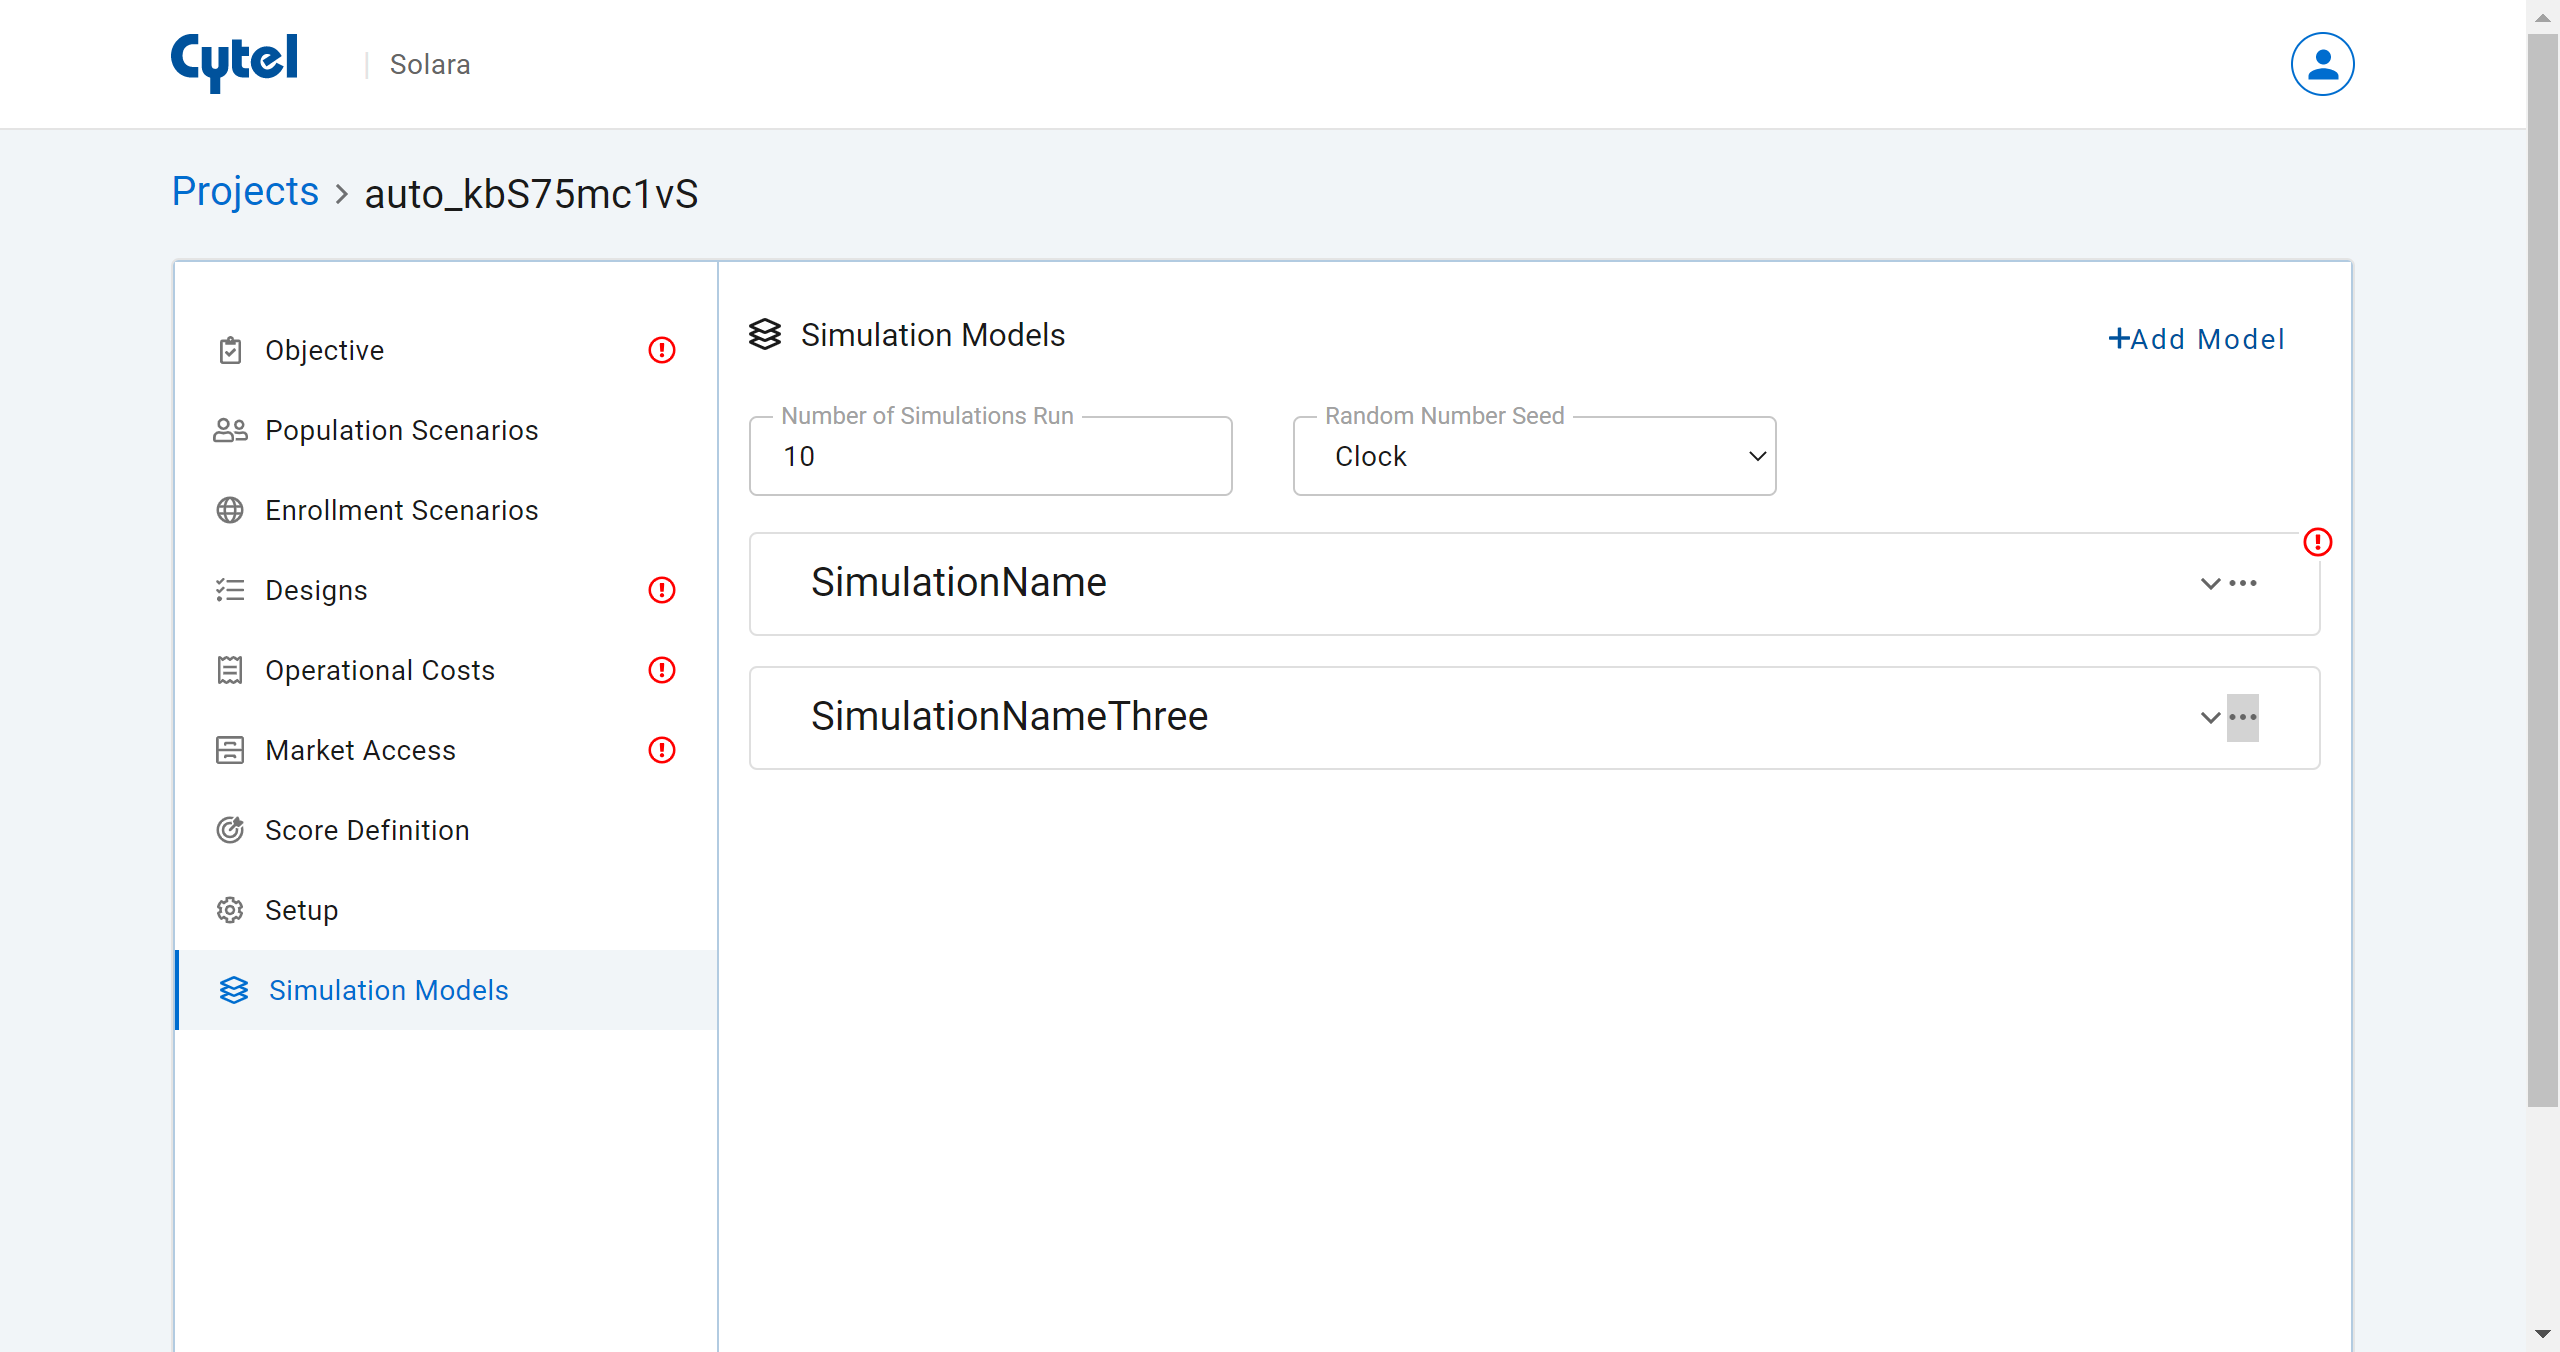 Cytel
| Solara
Projects > auto_kbS75mc1vS
Objective
Population Scenarios
Enrollment Scenarios
Designs
Operational Costs
Market Access
Score Definition
Setup
Simulation Models
Simulation Models
+Add Model
Number of Simulations Run
10
Random Number Seed
Clock
SimulationName
SimulationNameThree